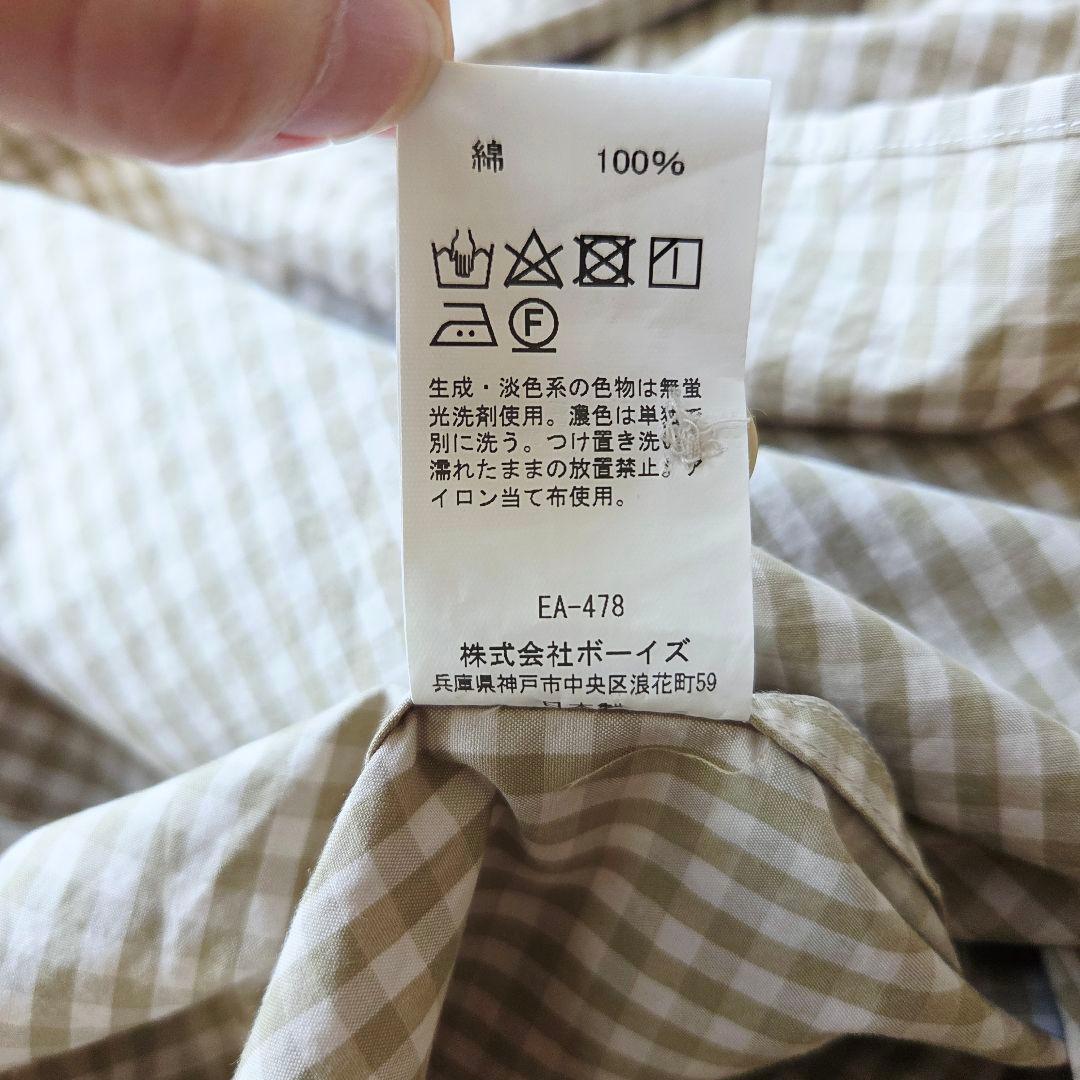 綿 100%
F
生成・淡色系の色物は無蛍
光洗剤使用。濃色は単独で
別に洗う。つけ置き洗い
濡れたままの放置禁止。ア
イロン当て布使用。
EA-478
株式会社ボーイズ
兵庫県神戸市中央区浪花町59
日本製